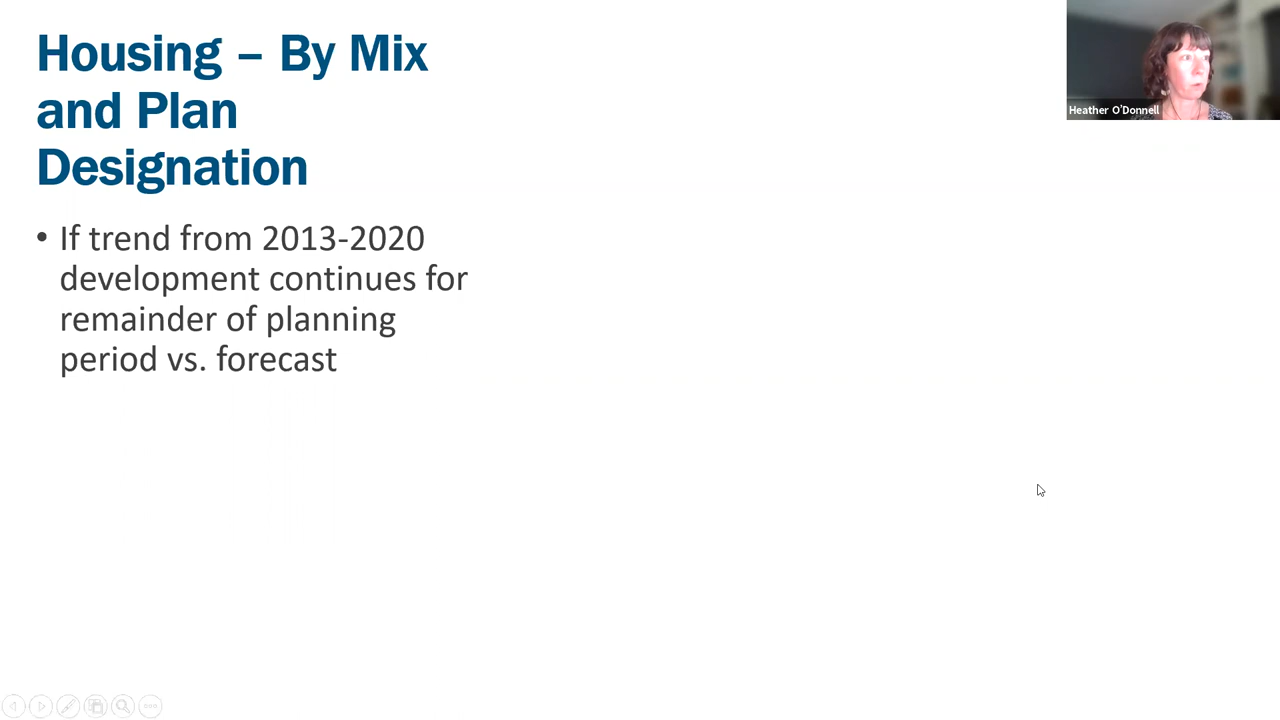 Housing – By Mix
and Plan
Designation
• If trend from 2013-2020
development continues for
remainder of planning
period vs. forecast
Heather O'Donnell